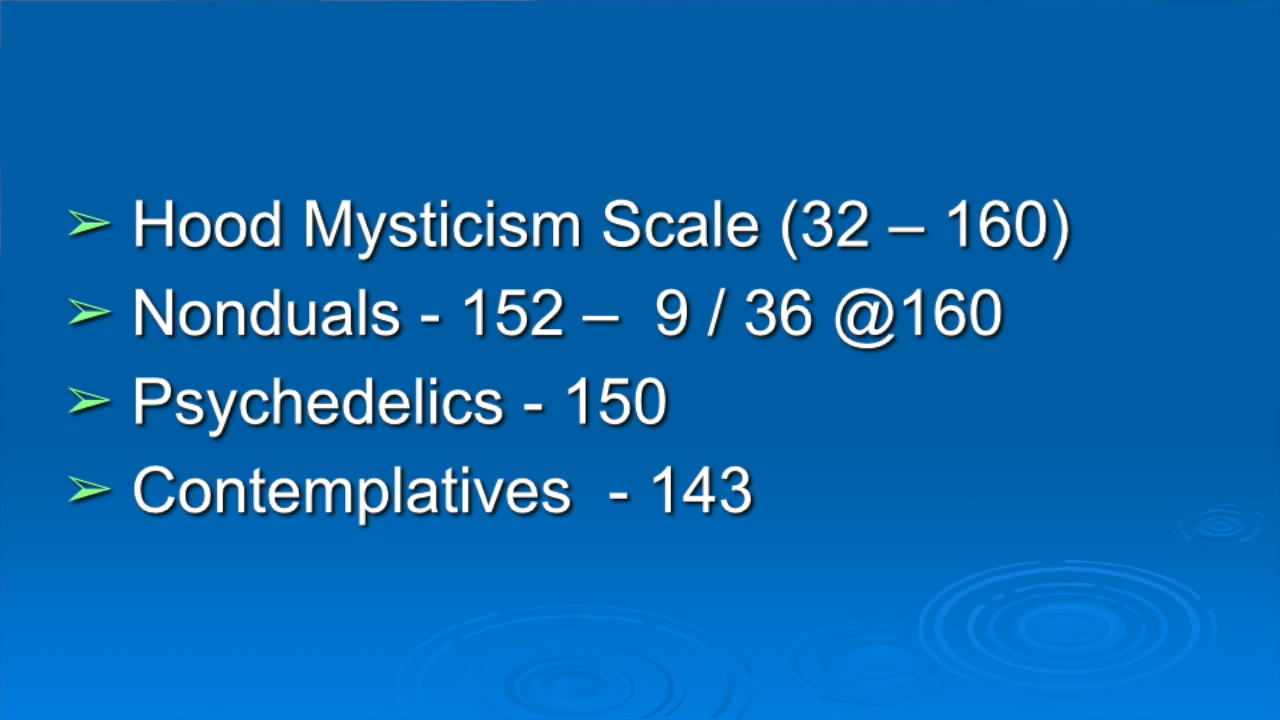 ➢ Hood Mysticism Scale (32 – 160)
➢ Nonduals - 152 –  9 / 36 @160
➢ Psychedelics - 150
➢ Contemplatives  - 143